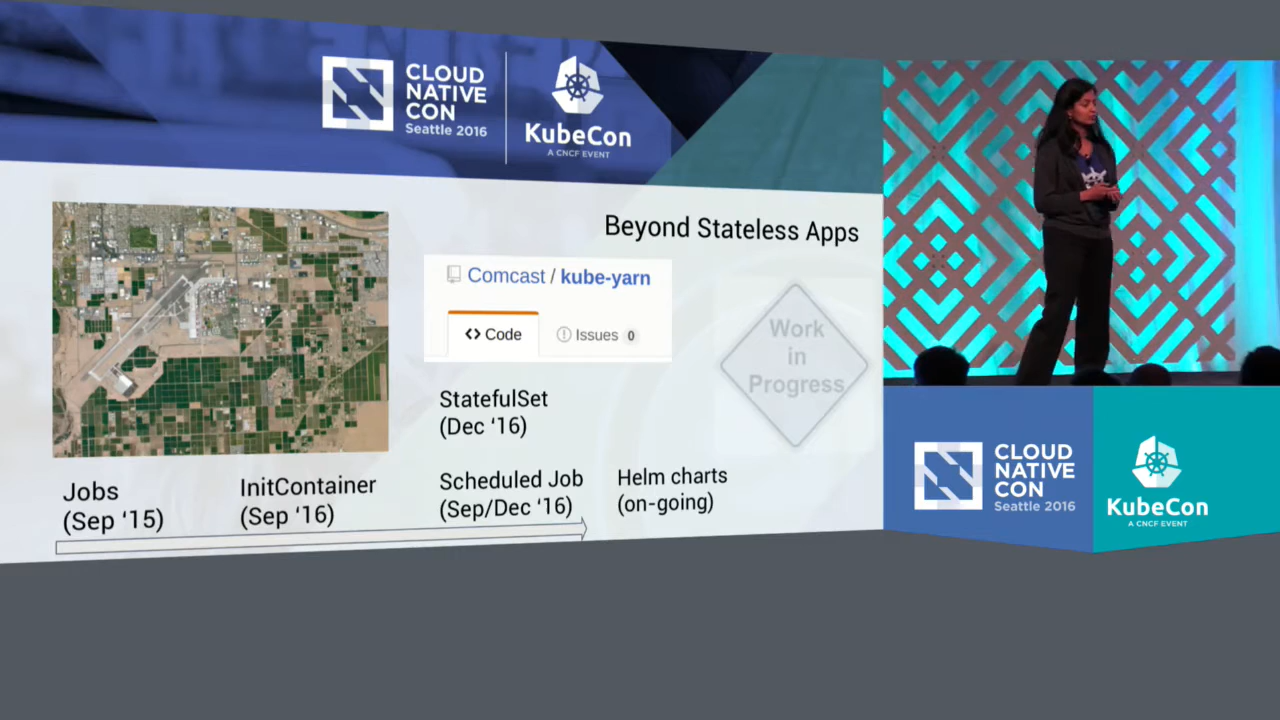 CLOUD
NATIVE
CON
Seattle 2016
KubeCon
A CNCF EVENT
Beyond Stateless Apps
Comcast / kube-yarn
Code
Issues 0
Work
in
Progress
StatefulSet
(Dec ‘16)
Jobs
(Sep ‘15)
InitContainer
(Sep ‘16)
Scheduled Job
(Sep/Dec ‘16)
Helm charts
(on-going)
CLOUD
NATIVE
CON
Seattle 2016
KubeCon
A CNCF EVENT